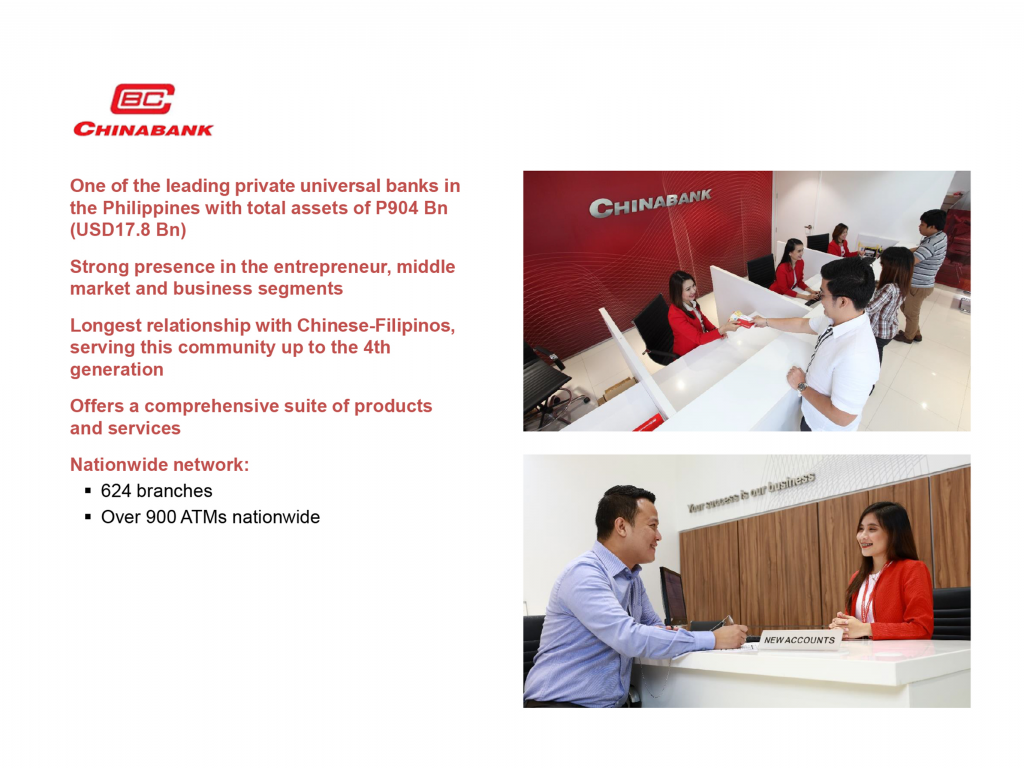 CBC
CHINABANK
One of the leading private universal banks in
the Philippines with total assets of P904 Bn
(USD17.8 Bn)
Strong presence in the entrepreneur, middle
market and business segments
Longest relationship with Chinese-Filipinos,
serving this community up to the 4th
generation
Offers a comprehensive suite of products
and services
Nationwide network:
▪ 624 branches
▪ Over 900 ATMs nationwide
CHINABANK
Your success is our business
NEW ACCOUNTS